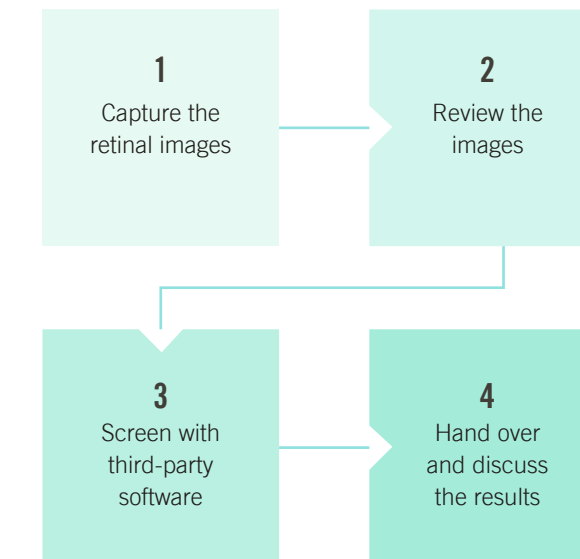 1
Capture the
retinal images
2
Review the
images
3
Screen with
third-party
software
4
Hand over
and discuss
the results